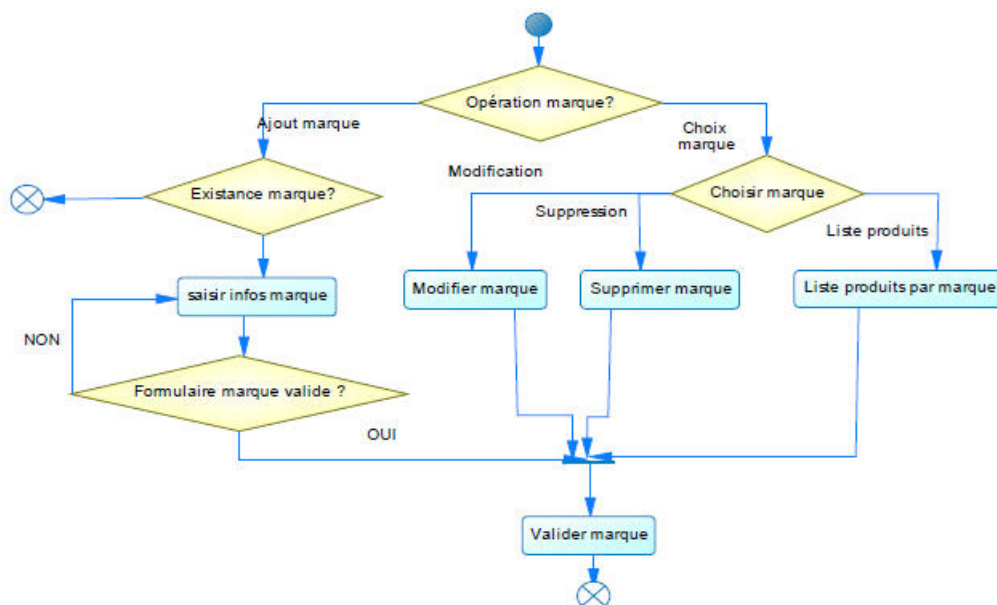 Opération marque?
Ajout marque
Choix
marque
Existance marque?
Modification
Choisir marque
Suppression
Liste produits
saisir infos marque
Modifier marque
Supprimer marque
Liste produits par marque
NON
Formulaire marque valide ?
OUI
Valider marque